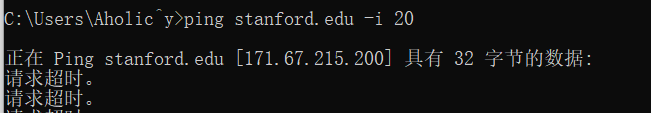 C:\Users\Aholic^y>ping stanford.edu -i 20
正在 Ping stanford.edu [171.67.215.200] 具有 32 字节的数据:
请求超时。
请求超时。